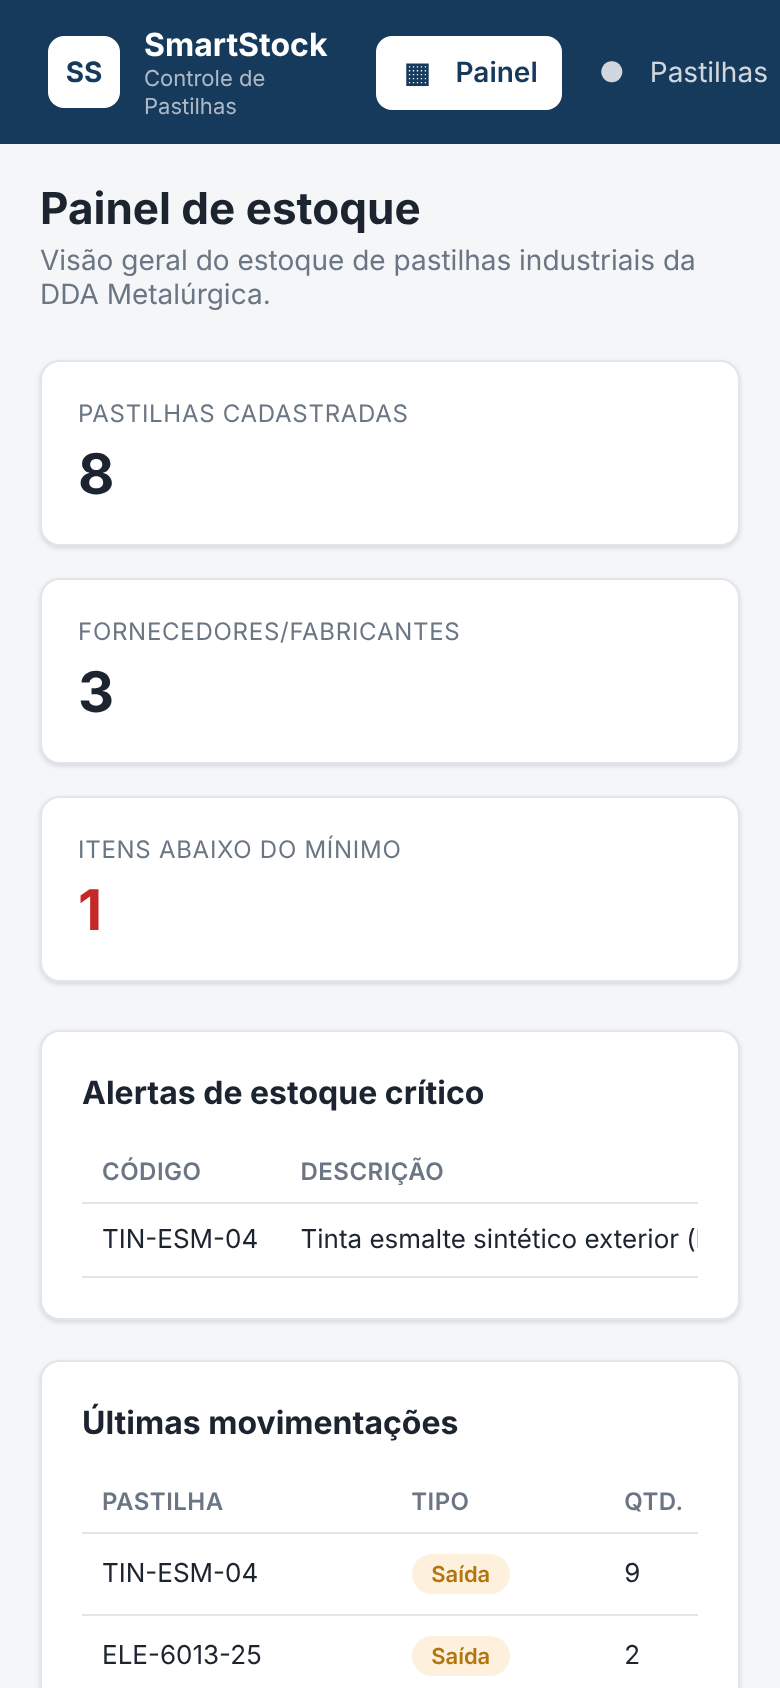 SS
SmartStock
Controle de
Pastilhas
Painel
Pastilhas
Painel de estoque
Visão geral do estoque de pastilhas industriais da
DDA Metalúrgica.
PASTILHAS CADASTRADAS
8
FORNECEDORES/FABRICANTES
3
ITENS ABAIXO DO MÍNIMO
1
Alertas de estoque crítico
CÓDIGO DESCRIÇÃO
TIN-ESM-04 Tinta esmalte sintético exterior (
Últimas movimentações
PASTILHA TIPO QTD.
TIN-ESM-04 Saída 9
ELE-6013-25 Saída 2